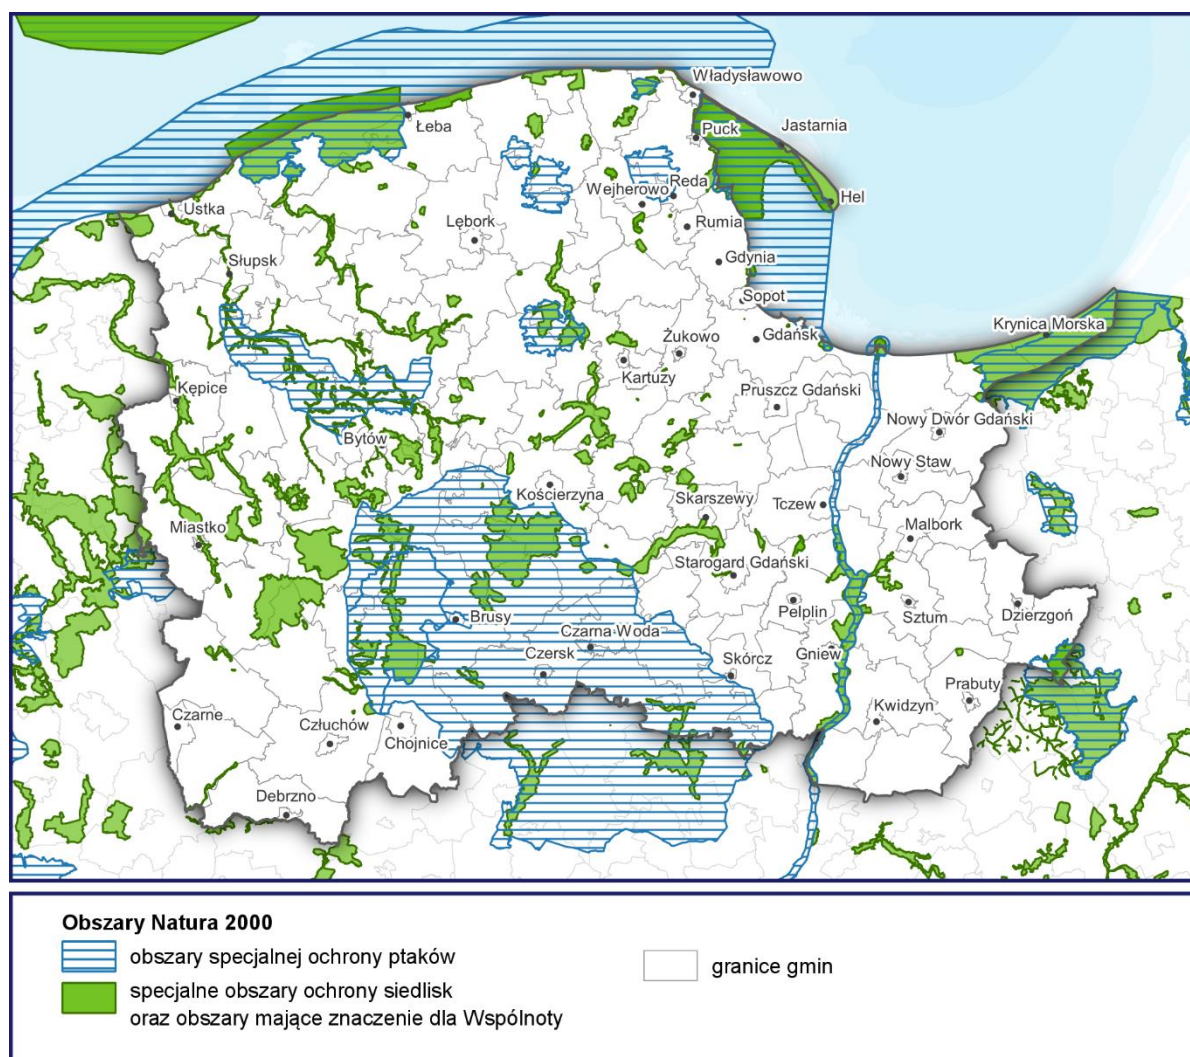 Władysławowo
Puck
Jastarnia
Łeba
Hel
Wejherowo
Reda
Ustka
Lębork
Rumia
Słupsk
Gdynia
Sopot
Krynica Morska
Gdańsk
Żukowo
Kartuzy
Kępice
Pruszcz Gdański
Nowy Dwór Gdański
Bytów
Nowy Staw
Kościerzyna
Skarszewy
Tczew
Miastko
Malbork
Starogard Gdański
Brusy
Pelplin
Sztum
Dzierzgoń
Czarna Woda
Czersk
Skórcz
Gniew
Prabuty
Czarne
Człuchów
Chojnice
Kwidzyn
Debrzno
Obszary Natura 2000
obszary specjalnej ochrony ptaków
granice gmin
specjalne obszary ochrony siedlisk
oraz obszary mające znaczenie dla Wspólnoty